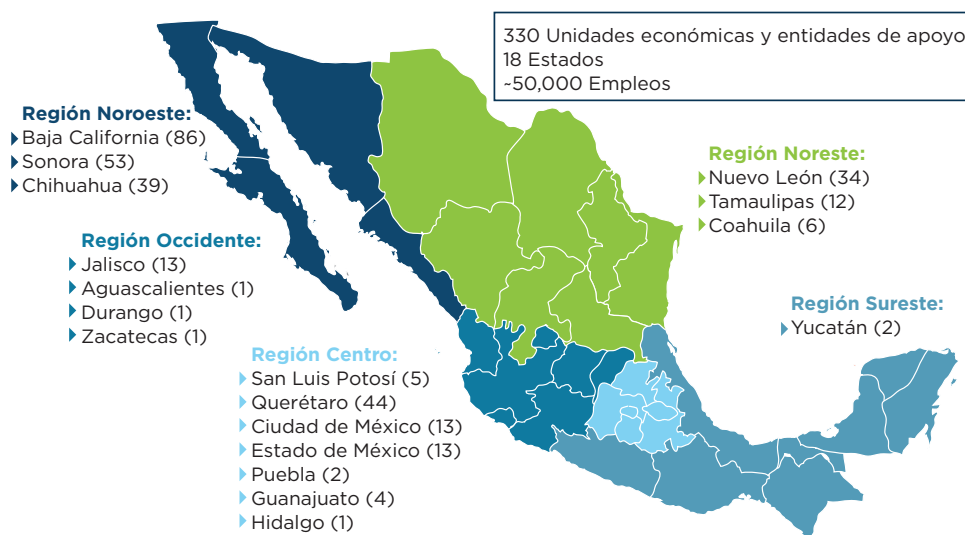 330 Unidades económicas y entidades de apoyo
18 Estados
~50,000 Empleos
Región Noroeste:
Baja California (86)
Sonora (53)
Chihuahua (39)
Región Noreste:
Nuevo León (34)
Tamaulipas (12)
Coahuila (6)
Región Occidente:
Jalisco (13)
Aguascalientes (1)
Durango (1)
Zacatecas (1)
Región Sureste:
Yucatán (2)
Región Centro:
San Luis Potosí (5)
Querétaro (44)
Ciudad de México (13)
Estado de México (13)
Puebla (2)
Guanajuato (4)
Hidalgo (1)